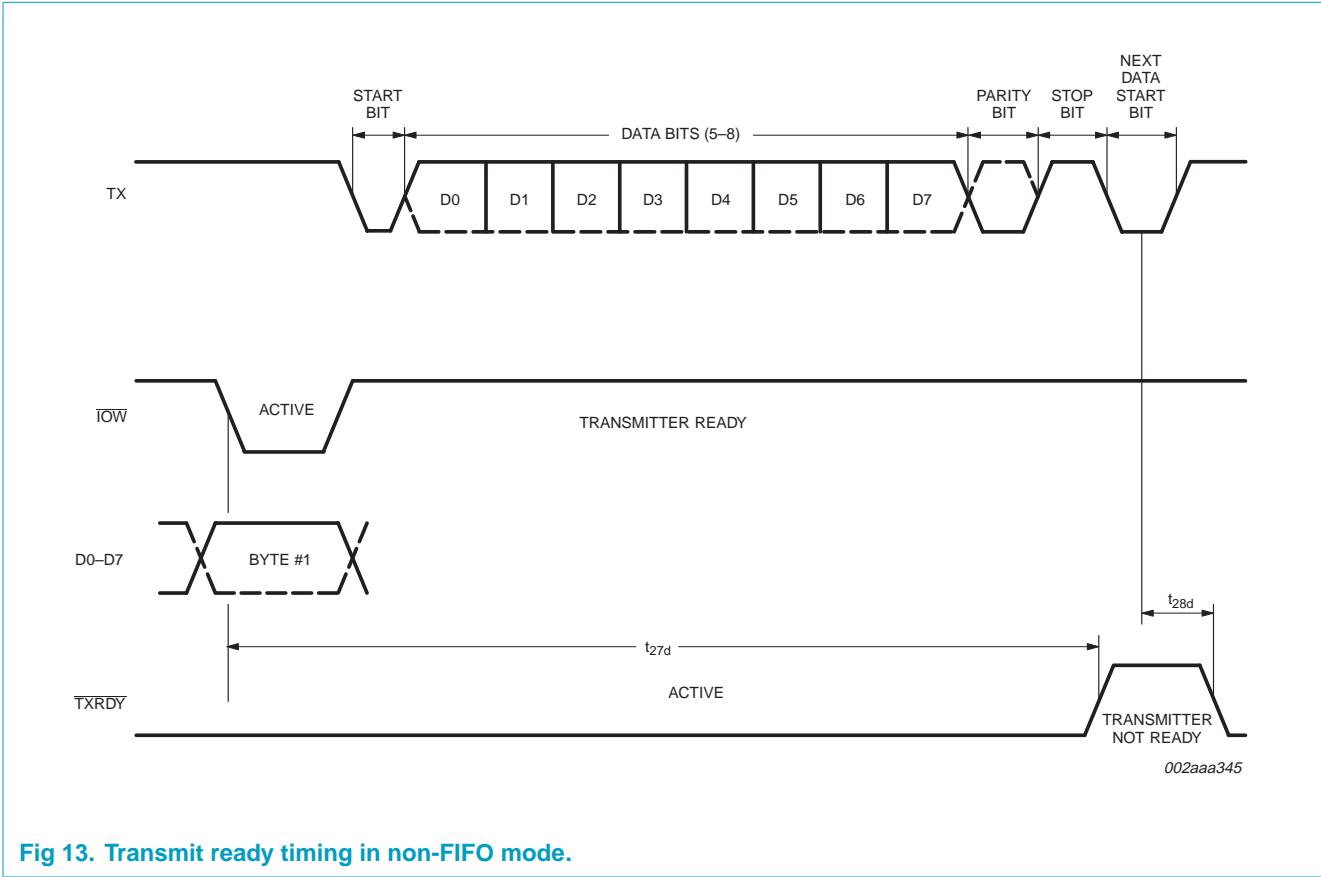 NEXT
DATA
START
BIT
START
BIT
PARITY
BIT
STOP
BIT
DATA BITS (5–8)
TX
D0
D1
D2
D3
D4
D5
D6
D7
IOW
ACTIVE
TRANSMITTER READY
D0–D7
BYTE #1
t28d
t27d
TXRDY
ACTIVE
TRANSMITTER
NOT READY
002aaa345
Fig 13. Transmit ready timing in non-FIFO mode.